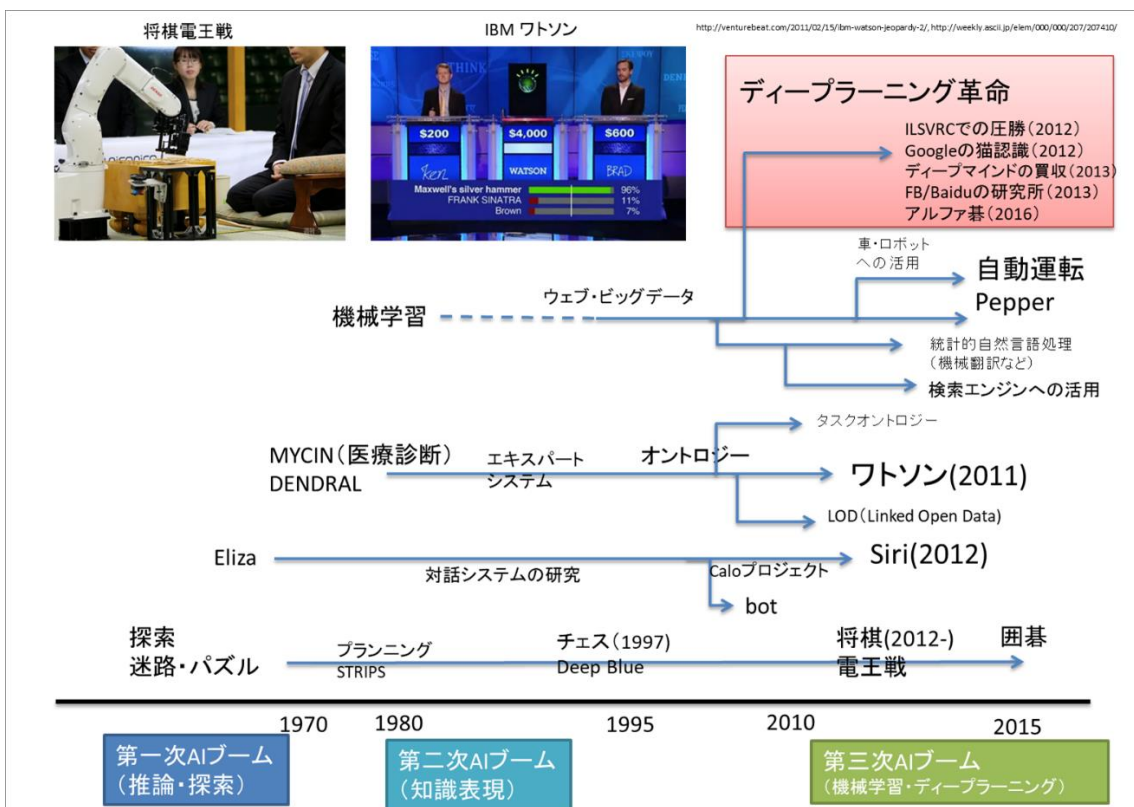 将棋電王戦
IBM ワトソン
http://venturebeat.com/2011/02/15/ibm-watson-jeopardy-2/, http://weekly.ascii.jp/elem/000/000/207/207410/
THINK
$200
$4,000
$600
Ken
WATSON
BRAD
Maxwell's silver hammer 96%
FRANK SINATRA 11%
Brown 7%
ディープラーニング革命
ILSVRCでの圧勝(2012)
Googleの猫認識(2012)
ディープマインドの買収(2013)
FB/Baiduの研究所(2013)
アルファ碁(2016)
車・ロボット
への活用
自動運転
Pepper
機械学習
ウェブ・ビッグデータ
統計的自然言語処理
(機械翻訳など)
検索エンジンへの活用
タスクオントロジー
MYCIN(医療診断)
DENDRAL
エキスパート
システム
オントロジー
ワトソン(2011)
LOD(Linked Open Data)
Eliza
対話システムの研究
Caloプロジェクト
Siri(2012)
bot
探索
迷路・パズル
プランニング
STRIPS
チェス(1997)
Deep Blue
将棋(2012-)
電王戦
囲碁
1970
1980
1995
2010
2015
第一次AIブーム
(推論・探索)
第二次AIブーム
(知識表現)
第三次AIブーム
(機械学習・ディープラーニング)